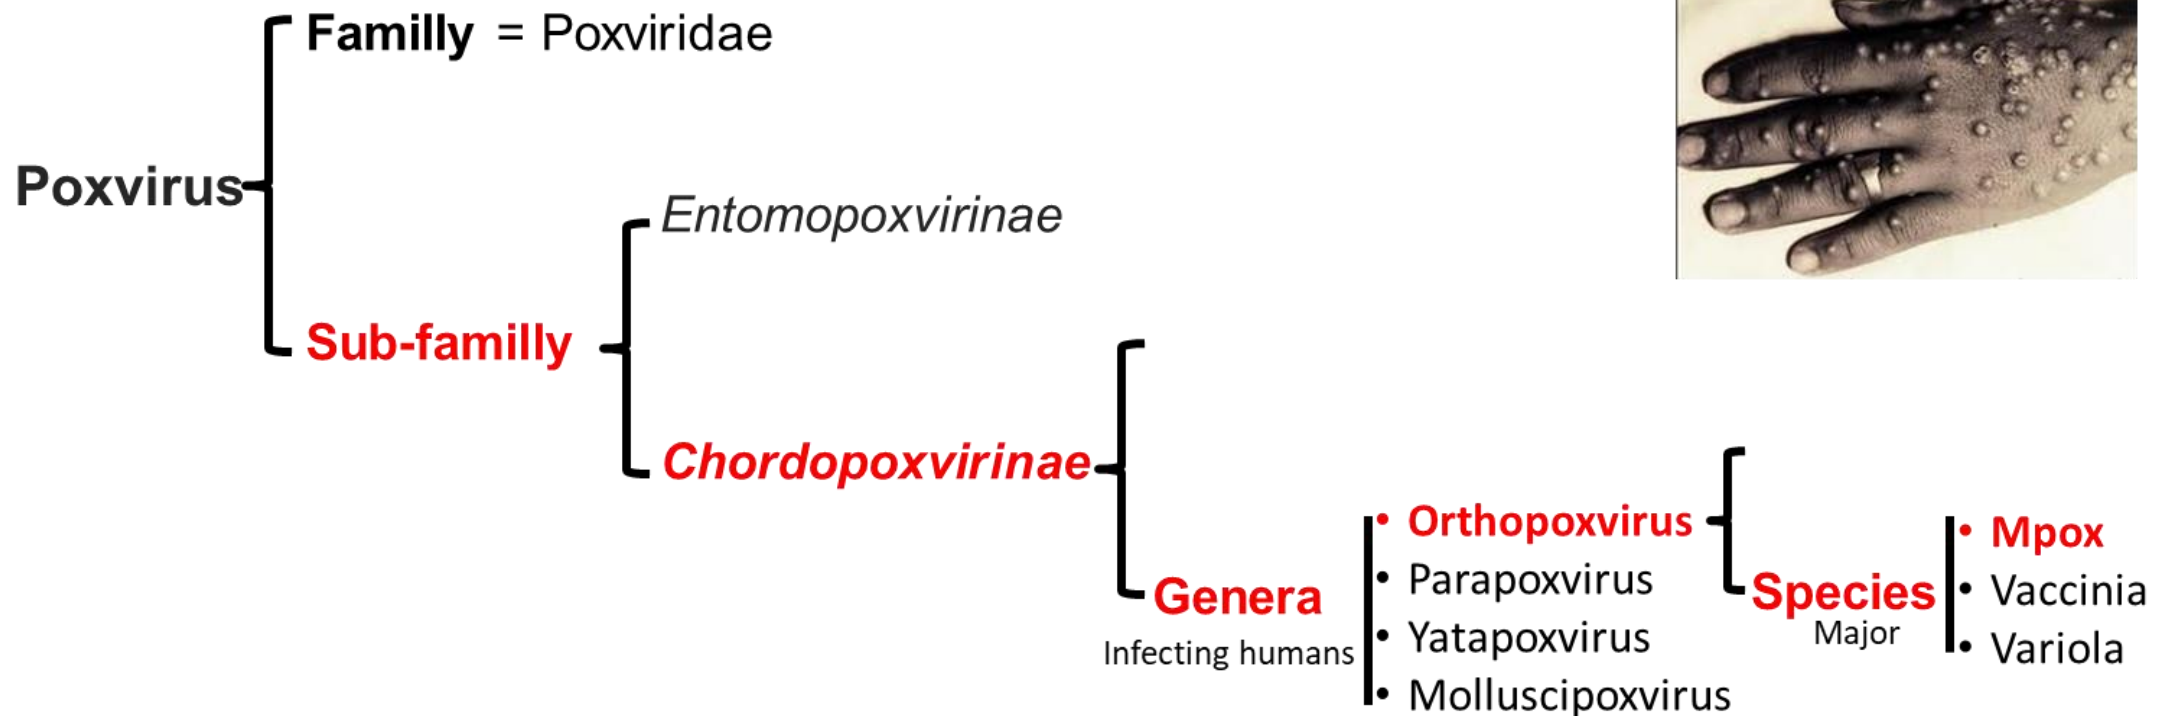 Familly = Poxviridae
Poxvirus
Entomopoxvirinae
Sub-familly
Chordopoxvirinae
Genera
Infecting humans
• Orthopoxvirus
• Parapoxvirus
• Yatapoxvirus
• Molluscipoxvirus
Species
Major
• Mpox
• Vaccinia
• Variola